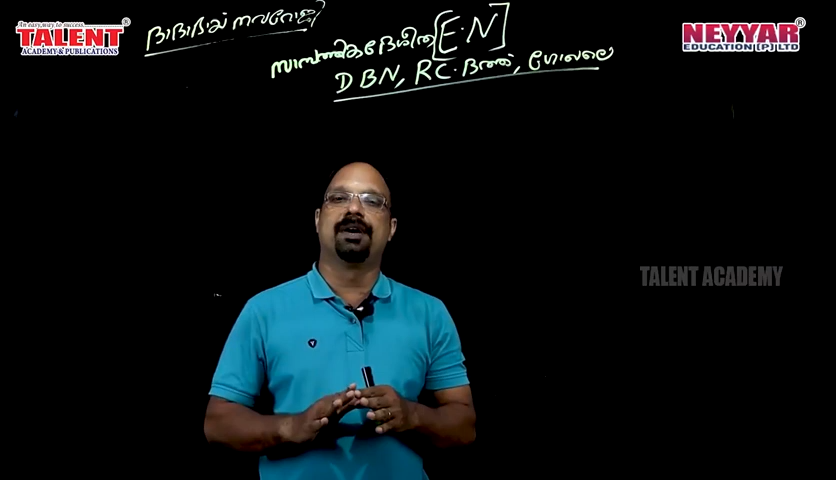 An easy way to success...
TALENT®
ACADEMY & PUBLICATIONS
ദാദാഭായ് നവറോജി
സാമ്പത്തികദേശീയത [E.N]
DBN, RC.ദത്ത്, ഗോഖലെ
NEYYAR®
EDUCATION (P) LTD
TALENT ACADEMY